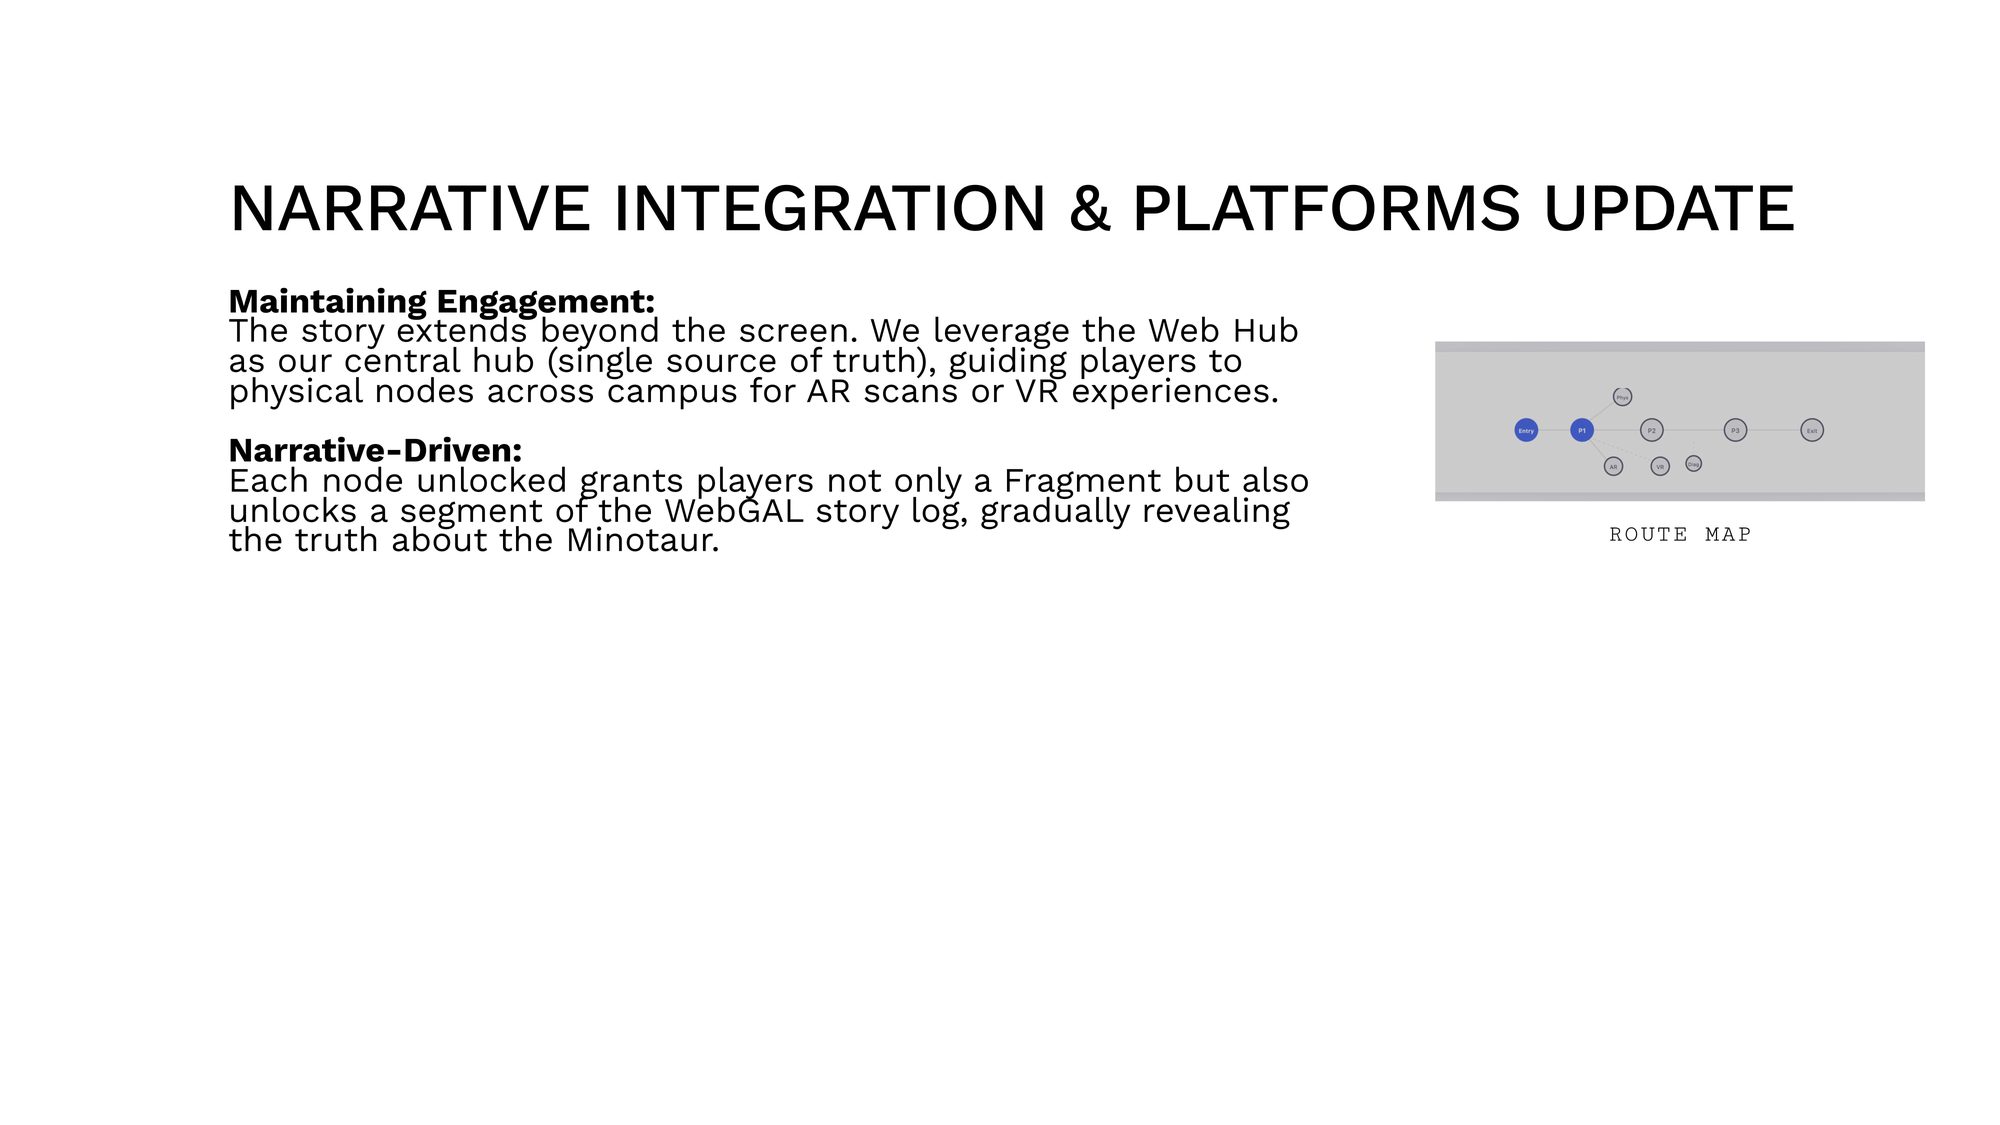 NARRATIVE INTEGRATION & PLATFORMS UPDATE
Maintaining Engagement:
The story extends beyond the screen. We leverage the Web Hub
as our central hub (single source of truth), guiding players to
physical nodes across campus for AR scans or VR experiences.
Narrative-Driven:
Each node unlocked grants players not only a Fragment but also
unlocks a segment of the WebGAL story log, gradually revealing
the truth about the Minotaur.
Phys
Entry
P1
P2
P3
Exit
AR
VR
Diag
ROUTE MAP